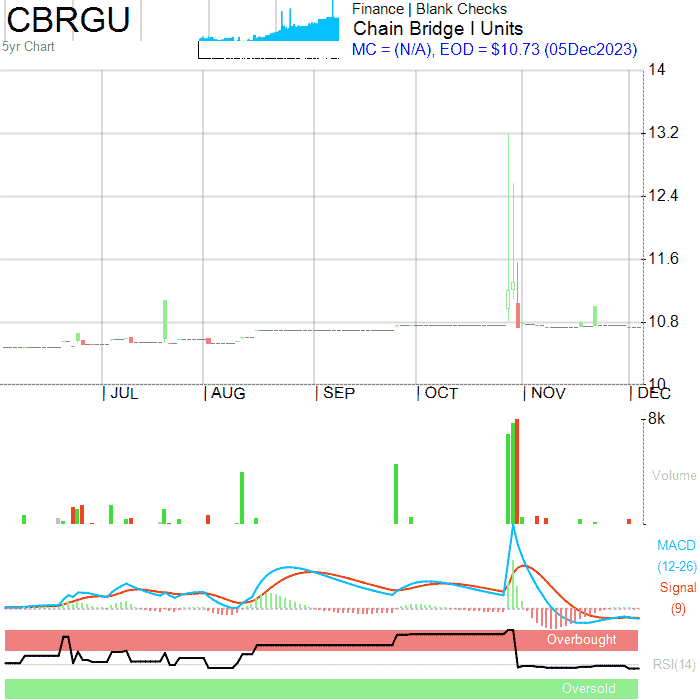 CBRGU
5yr Chart
Finance | Blank Checks
Chain Bridge I Units
MC = (N/A), EOD = $10.73 (05Dec2023)
14
13.2
12.4
11.6
10.8
10
| JUL | AUG | SEP | OCT | NOV | DEC
8k
Volume
MACD
(12-26)
Signal
(9)
Overbought
RSI(14)
Oversold